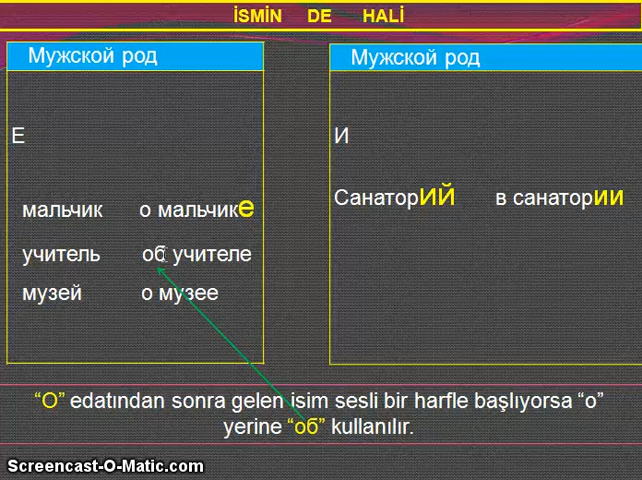 İSMİN DE HALİ
Мужской род
Е
мальчик о мальчике
учитель об учителе
музей о музее
Мужской род
И
СанаторИЙ в санатории
“O” edatından sonra gelen isim sesli bir harfle başlıyorsa “o”
yerine “об” kullanılır.
Screencast-O-Matic.com